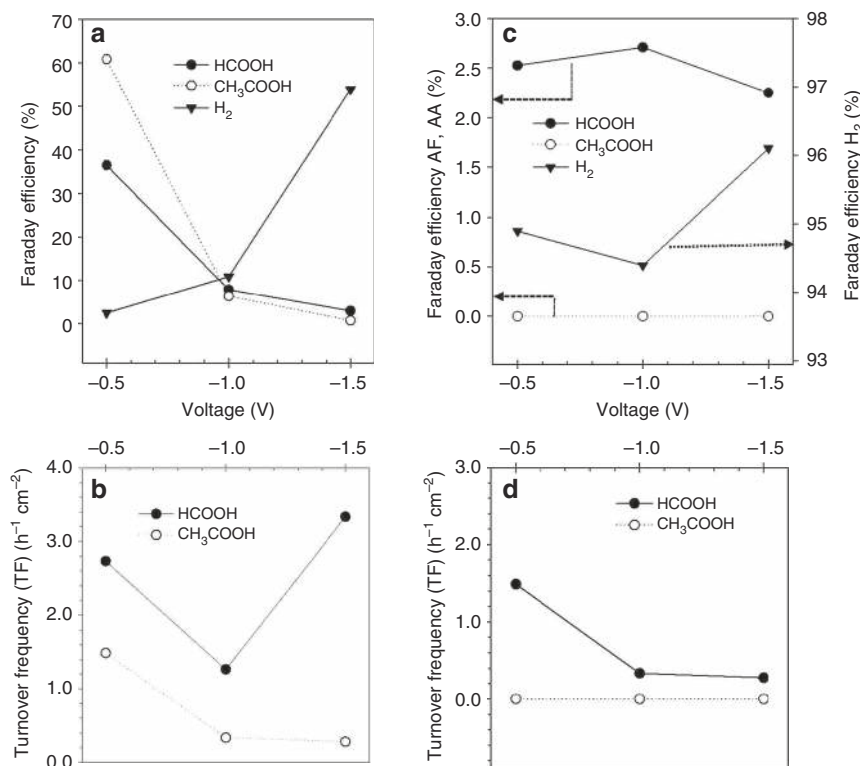 a
70
60
50
40
30
20
10
0
Faraday efficiency (%)
HCOOH
CH₃COOH
H₂
−0.5
−1.0
−1.5
Voltage (V)
c
3.0
2.5
2.0
1.5
1.0
0.5
0.0
Faraday efficiency AF, AA (%)
HCOOH
CH₃COOH
H₂
98
97
96
95
94
93
Faraday efficiency H₂ (%)
−0.5
−1.0
−1.5
Voltage (V)
−0.5
−1.0
−1.5
b
4.0
3.0
2.0
1.0
0.0
Turnover frequency (TF) (h⁻¹ cm⁻²)
HCOOH
CH₃COOH
−0.5
−1.0
−1.5
d
3.0
2.0
1.0
0.0
Turnover frequency (TF) (h⁻¹ cm⁻²)
HCOOH
CH₃COOH